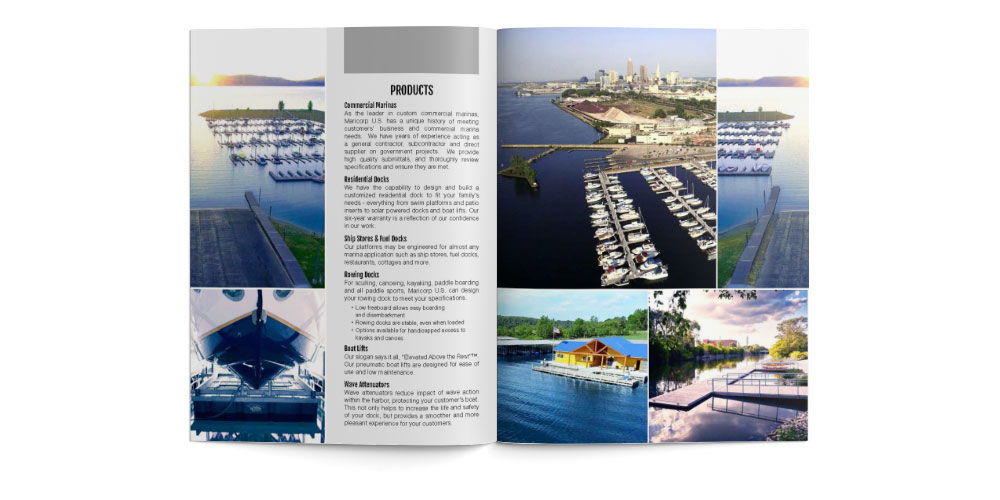 PRODUCTS
Commercial Marinas
As the leader in custom commercial marinas,
Maricorp U.S. has a unique history of meeting
customers' business and commercial marina
needs. We have years of experience acting as
a general contractor, subcontractor and direct
supplier on government projects. We provide
high quality submittals, and thoroughly review
specifications and ensure they are met.
Residential Docks
We have the capability to design and build a
customized residential dock to fit your family's
needs - everything from swim platforms and patio
inserts to solar powered docks and boat lifts. Our
six-year warranty is a reflection of our confidence
in our work.
Ship Stores & Fuel Docks
Our platforms may be engineered for almost any
marina application such as ship stores, fuel docks,
restaurants, cottages and more.
Rowing Docks
For sculling, canoeing, kayaking, paddle boarding
and all paddle sports, Maricorp U.S. can design
your rowing dock to meet your specifications.
• Low freeboard allows easy boarding
and disembarkment
• Rowing docks are stable, even when loaded
• Options available for handicapped access to
kayaks and canoes.
Boat Lifts
Our slogan says it all, "Elevated Above the Rest"™
Our pneumatic boat lifts are designed for ease of
use and low maintenance.
Wave Attenuators
Wave attenuators reduce impact of wave action
within the harbor, protecting your customer's boat.
This not only helps to increase the life and safety
of your dock, but provides a smoother and more
pleasant experience for your customers.